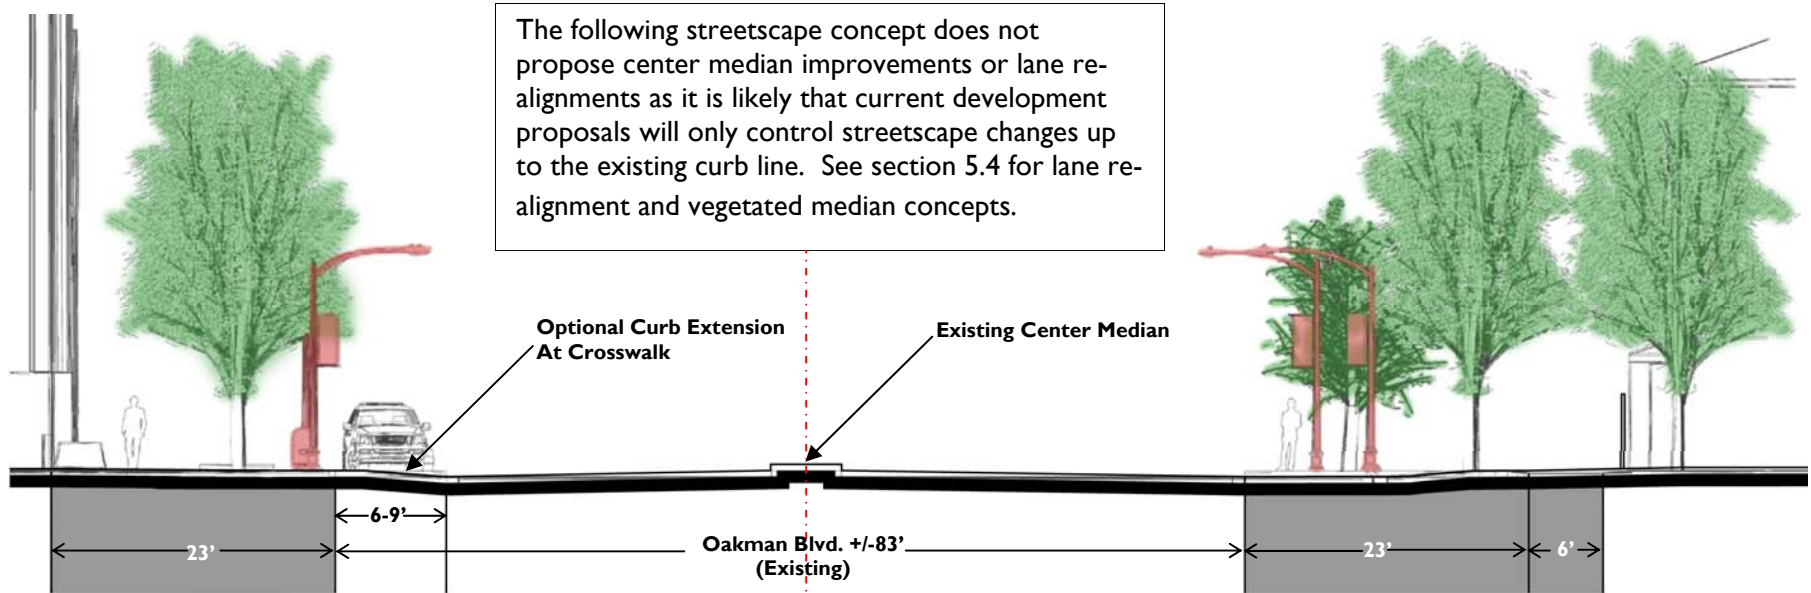 The following streetscape concept does not
propose center median improvements or lane re-
alignments as it is likely that current development
proposals will only control streetscape changes up
to the existing curb line.  See section 5.4 for lane re-
alignment and vegetated median concepts.
Optional Curb Extension
At Crosswalk
Existing Center Median
6-9’
23’
Oakman Blvd. +/-83’
(Existing)
23’
6’